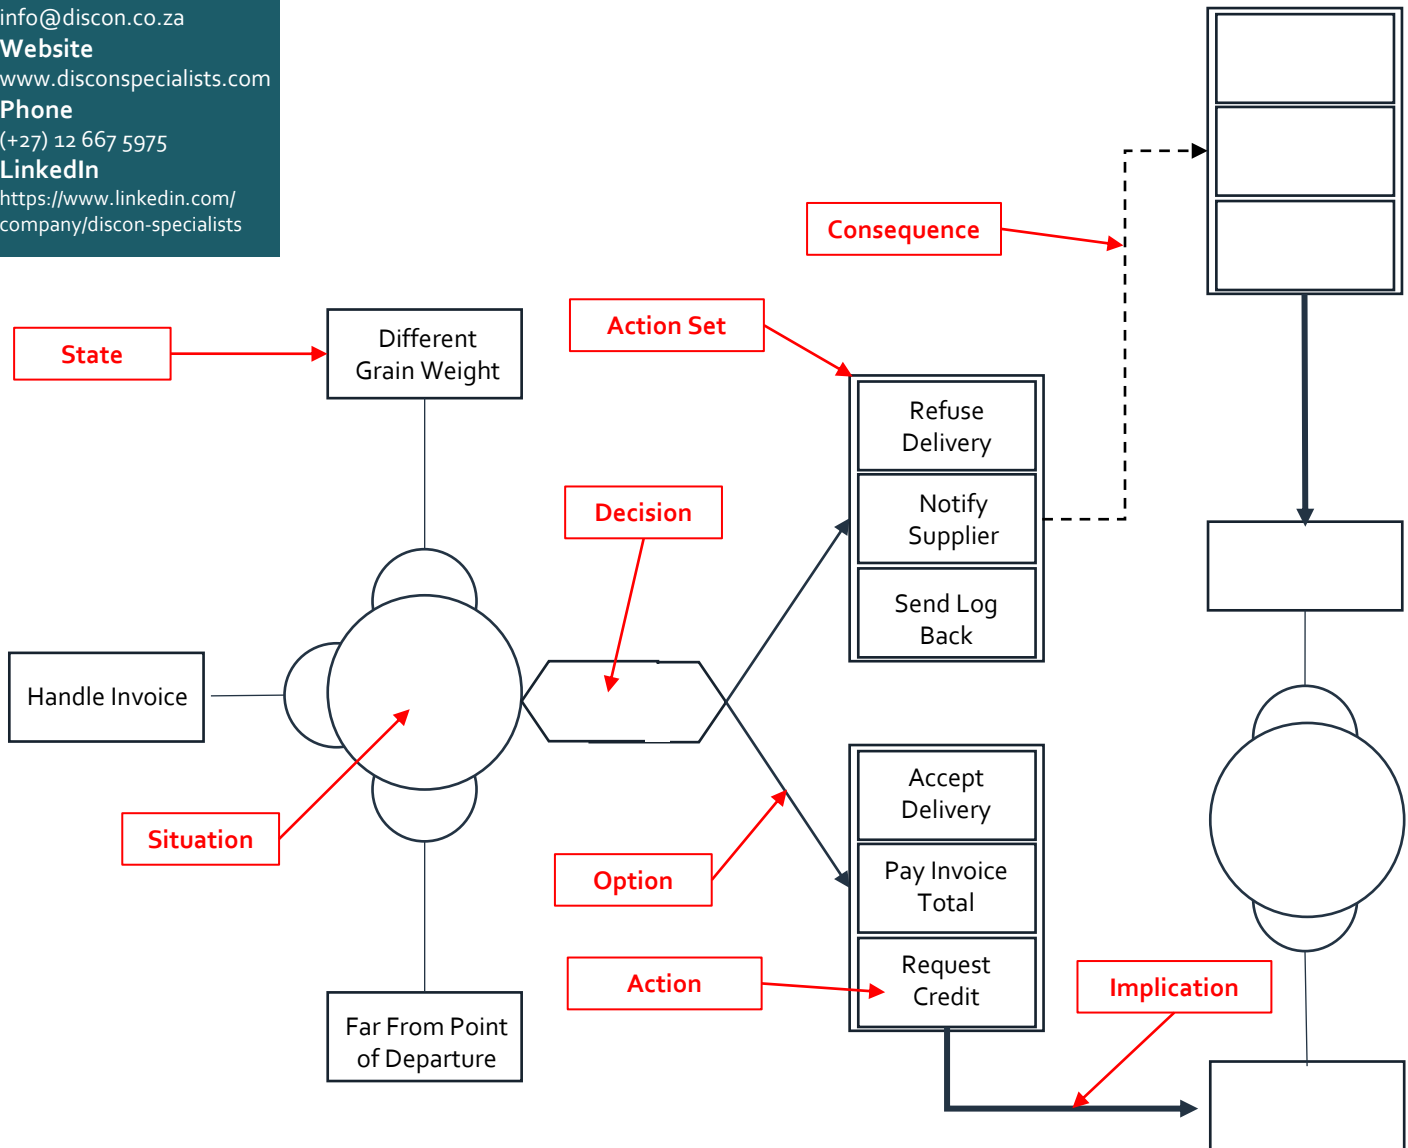 info@discon.co.za
Website
www.disconspecialists.com
Phone
(+27) 12 667 5975
LinkedIn
https://www.linkedin.com/
company/discon-specialists
Consequence
State
Different
Grain Weight
Action Set
Refuse
Delivery
Decision
Notify
Supplier
Send Log
Back
Handle Invoice
Situation
Accept
Delivery
Option
Pay Invoice
Total
Action
Request
Credit
Implication
Far From Point
of Departure